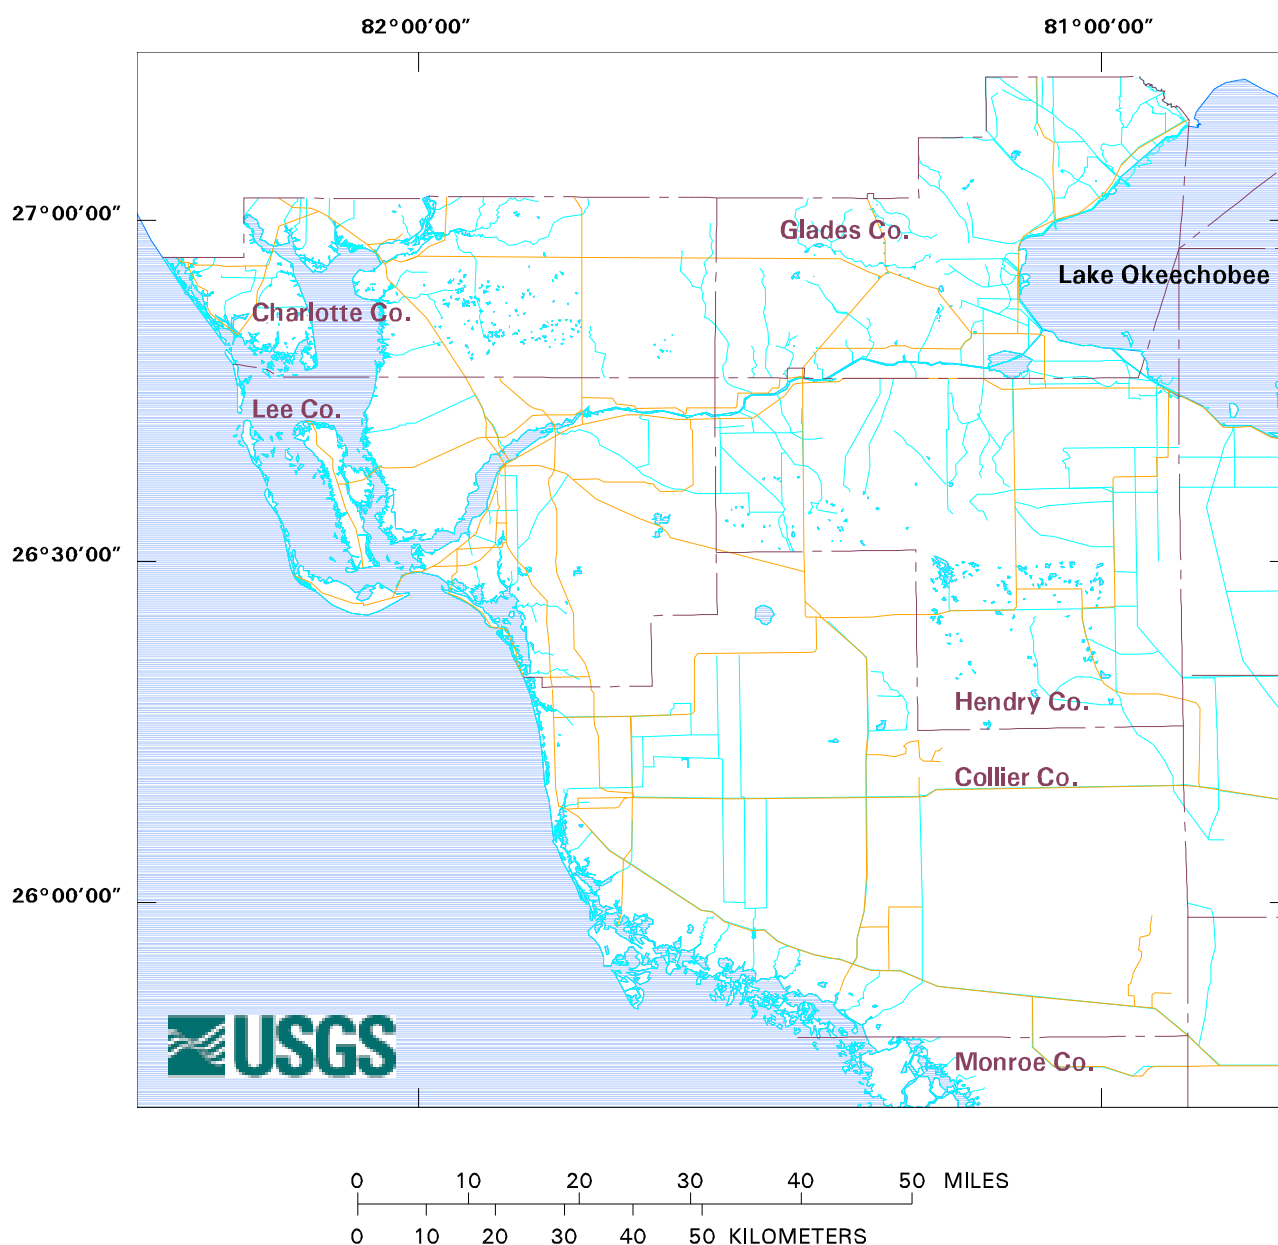 82°00′00″ 81°00′00″
27°00′00″
Glades Co.
Lake Okeechobee
Charlotte Co.
Lee Co.
26°30′00″
Hendry Co.
Collier Co.
26°00′00″
USGS
Monroe Co.
0 10 20 30 40 50 MILES
0 10 20 30 40 50 KILOMETERS